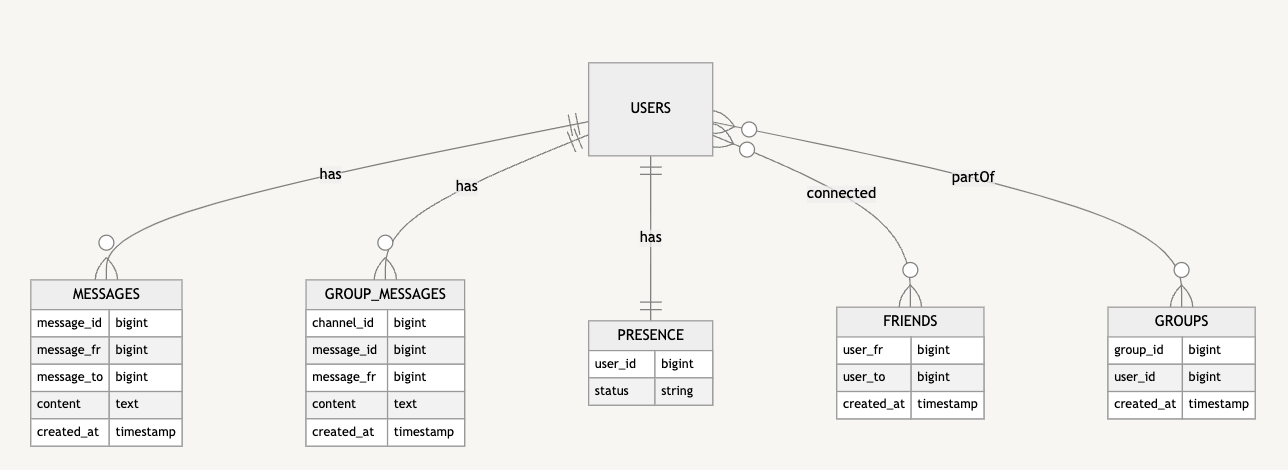 USERS
has
has
has
connected
partOf
MESSAGES
message_id bigint
message_fr bigint
message_to bigint
content text
created_at timestamp
GROUP_MESSAGES
channel_id bigint
message_id bigint
message_fr bigint
content text
created_at timestamp
PRESENCE
user_id bigint
status string
FRIENDS
user_fr bigint
user_to bigint
created_at timestamp
GROUPS
group_id bigint
user_id bigint
created_at timestamp